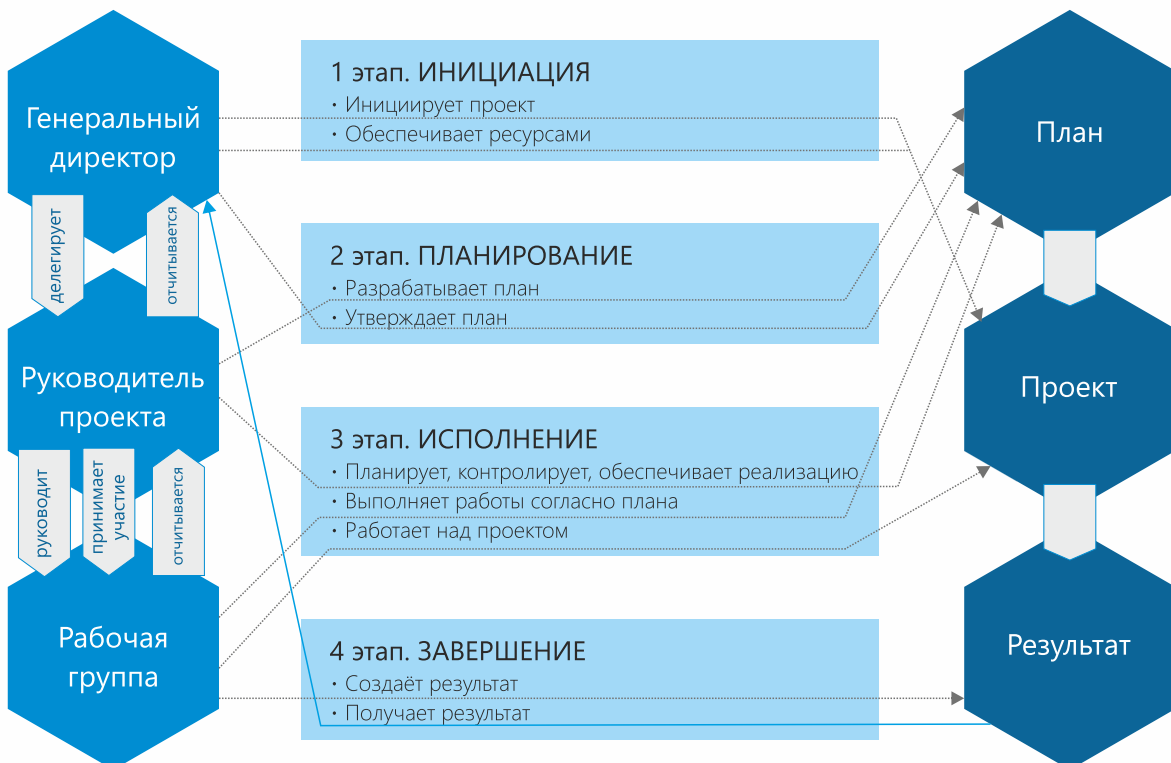 Генеральный
директор
делегирует
отчитывается
Руководитель
проекта
руководит
принимает
участие
отчитывается
Рабочая
группа
1 этап. ИНИЦИАЦИЯ
· Инициирует проект
· Обеспечивает ресурсами
2 этап. ПЛАНИРОВАНИЕ
· Разрабатывает план
· Утверждает план
3 этап. ИСПОЛНЕНИЕ
· Планирует, контролирует, обеспечивает реализацию
· Выполняет работы согласно плана
· Работает над проектом
4 этап. ЗАВЕРШЕНИЕ
· Создаёт результат
· Получает результат
План
Проект
Результат